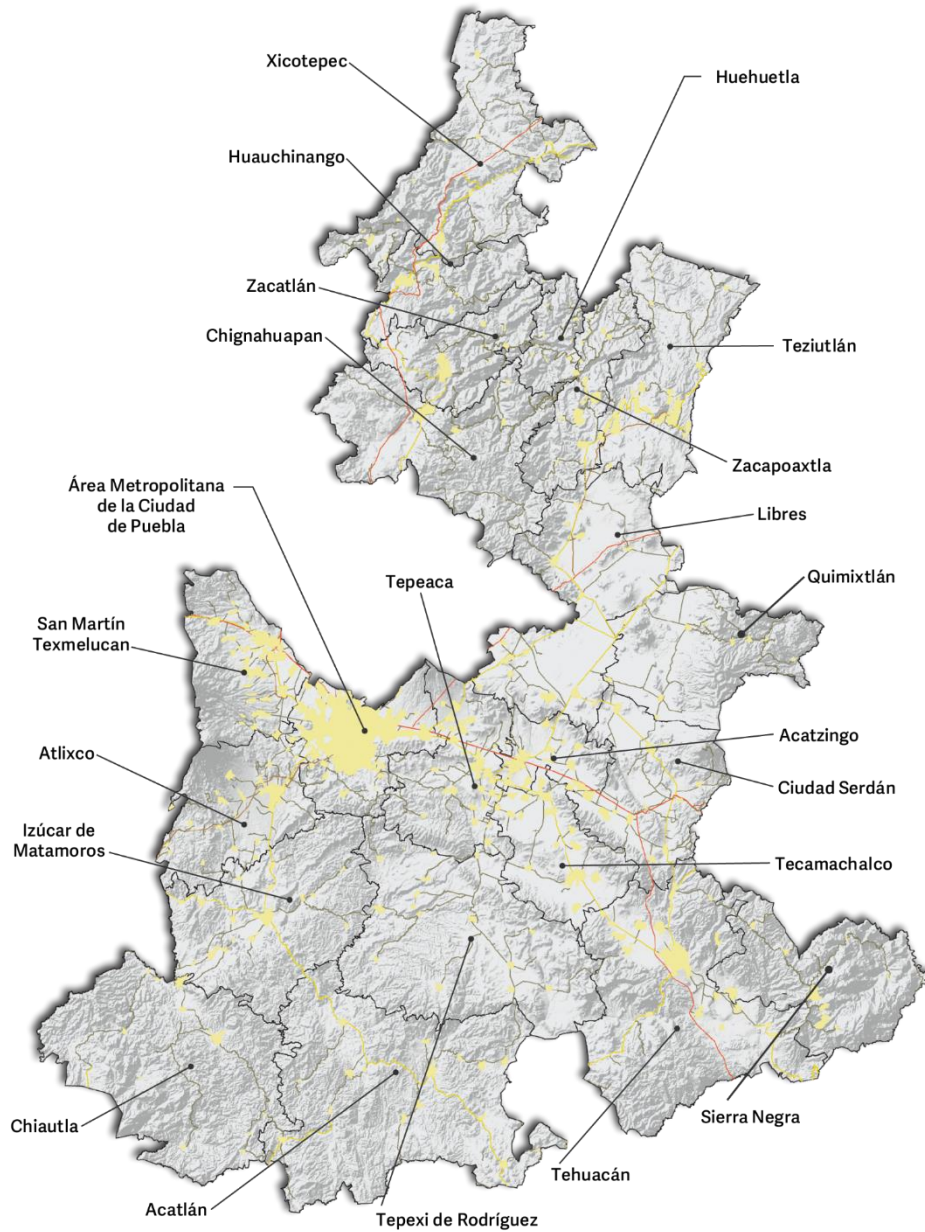 Xicotepec
Huehuetla
Huauchinango
Zacatlán
Chignahuapan
Teziutlán
Zacapoaxtla
Área Metropolitana
de la Ciudad
de Puebla
Libres
Tepeaca
Quimixtlán
San Martín
Texmelucan
Acatzingo
Atlixco
Ciudad Serdán
Izúcar de
Matamoros
Tecamachalco
Chiautla
Sierra Negra
Tehuacán
Acatlán
Tepexi de Rodríguez